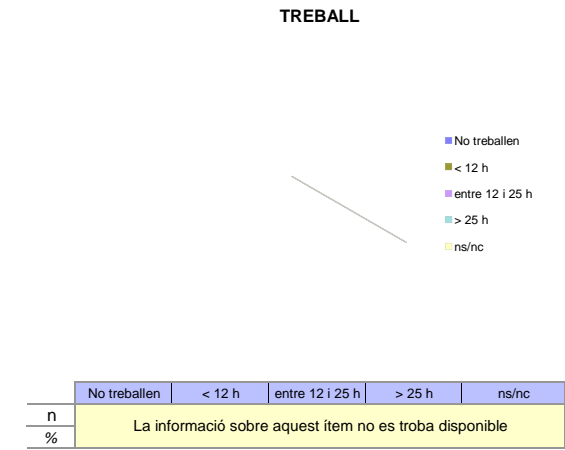 TREBALL
No treballen
< 12 h
entre 12 i 25 h
> 25 h
ns/nc
No treballen < 12 h entre 12 i 25 h > 25 h ns/nc
n
La informació sobre aquest ítem no es troba disponible
%